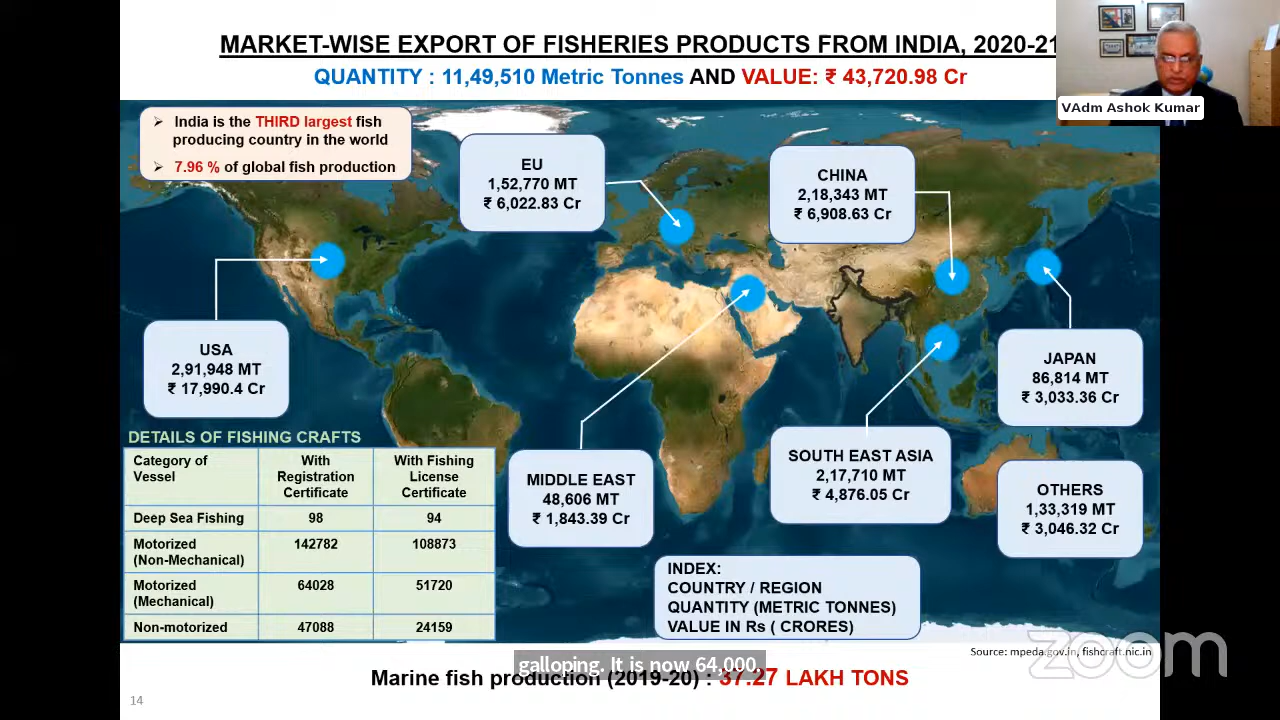 MARKET-WISE EXPORT OF FISHERIES PRODUCTS FROM INDIA, 2020-21
QUANTITY : 11,49,510 Metric Tonnes AND VALUE: ₹ 43,720.98 Cr
VAdm Ashok Kumar
➢ India is the THIRD largest fish
producing country in the world
➢ 7.96 % of global fish production
EU
1,52,770 MT
₹ 6,022.83 Cr
CHINA
2,18,343 MT
₹ 6,908.63 Cr
USA
2,91,948 MT
₹ 17,990.4 Cr
JAPAN
86,814 MT
₹ 3,033.36 Cr
MIDDLE EAST
48,606 MT
₹ 1,843.39 Cr
SOUTH EAST ASIA
2,17,710 MT
₹ 4,876.05 Cr
OTHERS
1,33,319 MT
₹ 3,046.32 Cr
DETAILS OF FISHING CRAFTS
Category of Vessel With Registration Certificate With Fishing License Certificate
Deep Sea Fishing 98 94
Motorized (Non-Mechanical) 142782 108873
Motorized (Mechanical) 64028 51720
Non-motorized 47088 24159
INDEX:
COUNTRY / REGION
QUANTITY (METRIC TONNES)
VALUE IN Rs ( CRORES)
Source: mpeda.gov.in, fishcraft.nic.in
zoom
galloping. It is now 64,000,
Marine fish production (2019-20) : 37.27 LAKH TONS
14